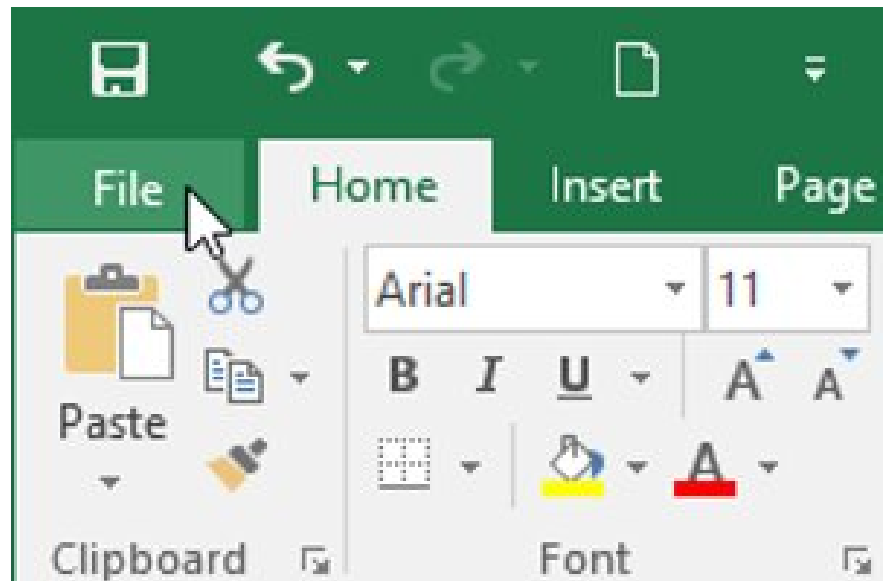 File Home Insert Page
Arial 11
B I U A A
Paste
A
Clipboard Font